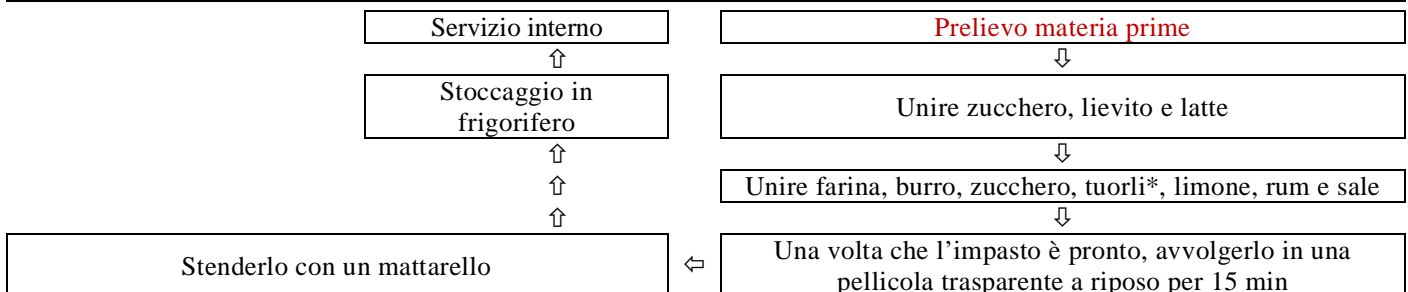 Servizio interno
Prelievo materia prime
⇧
⇩
Stoccaggio in
frigorifero
Unire zucchero, lievito e latte
⇧
⇩
⇧
Unire farina, burro, zucchero, tuorli*, limone, rum e sale
⇧
⇩
Stenderlo con un mattarello
⇦
Una volta che l’impasto è pronto, avvolgerlo in una
pellicola trasparente a riposo per 15 min